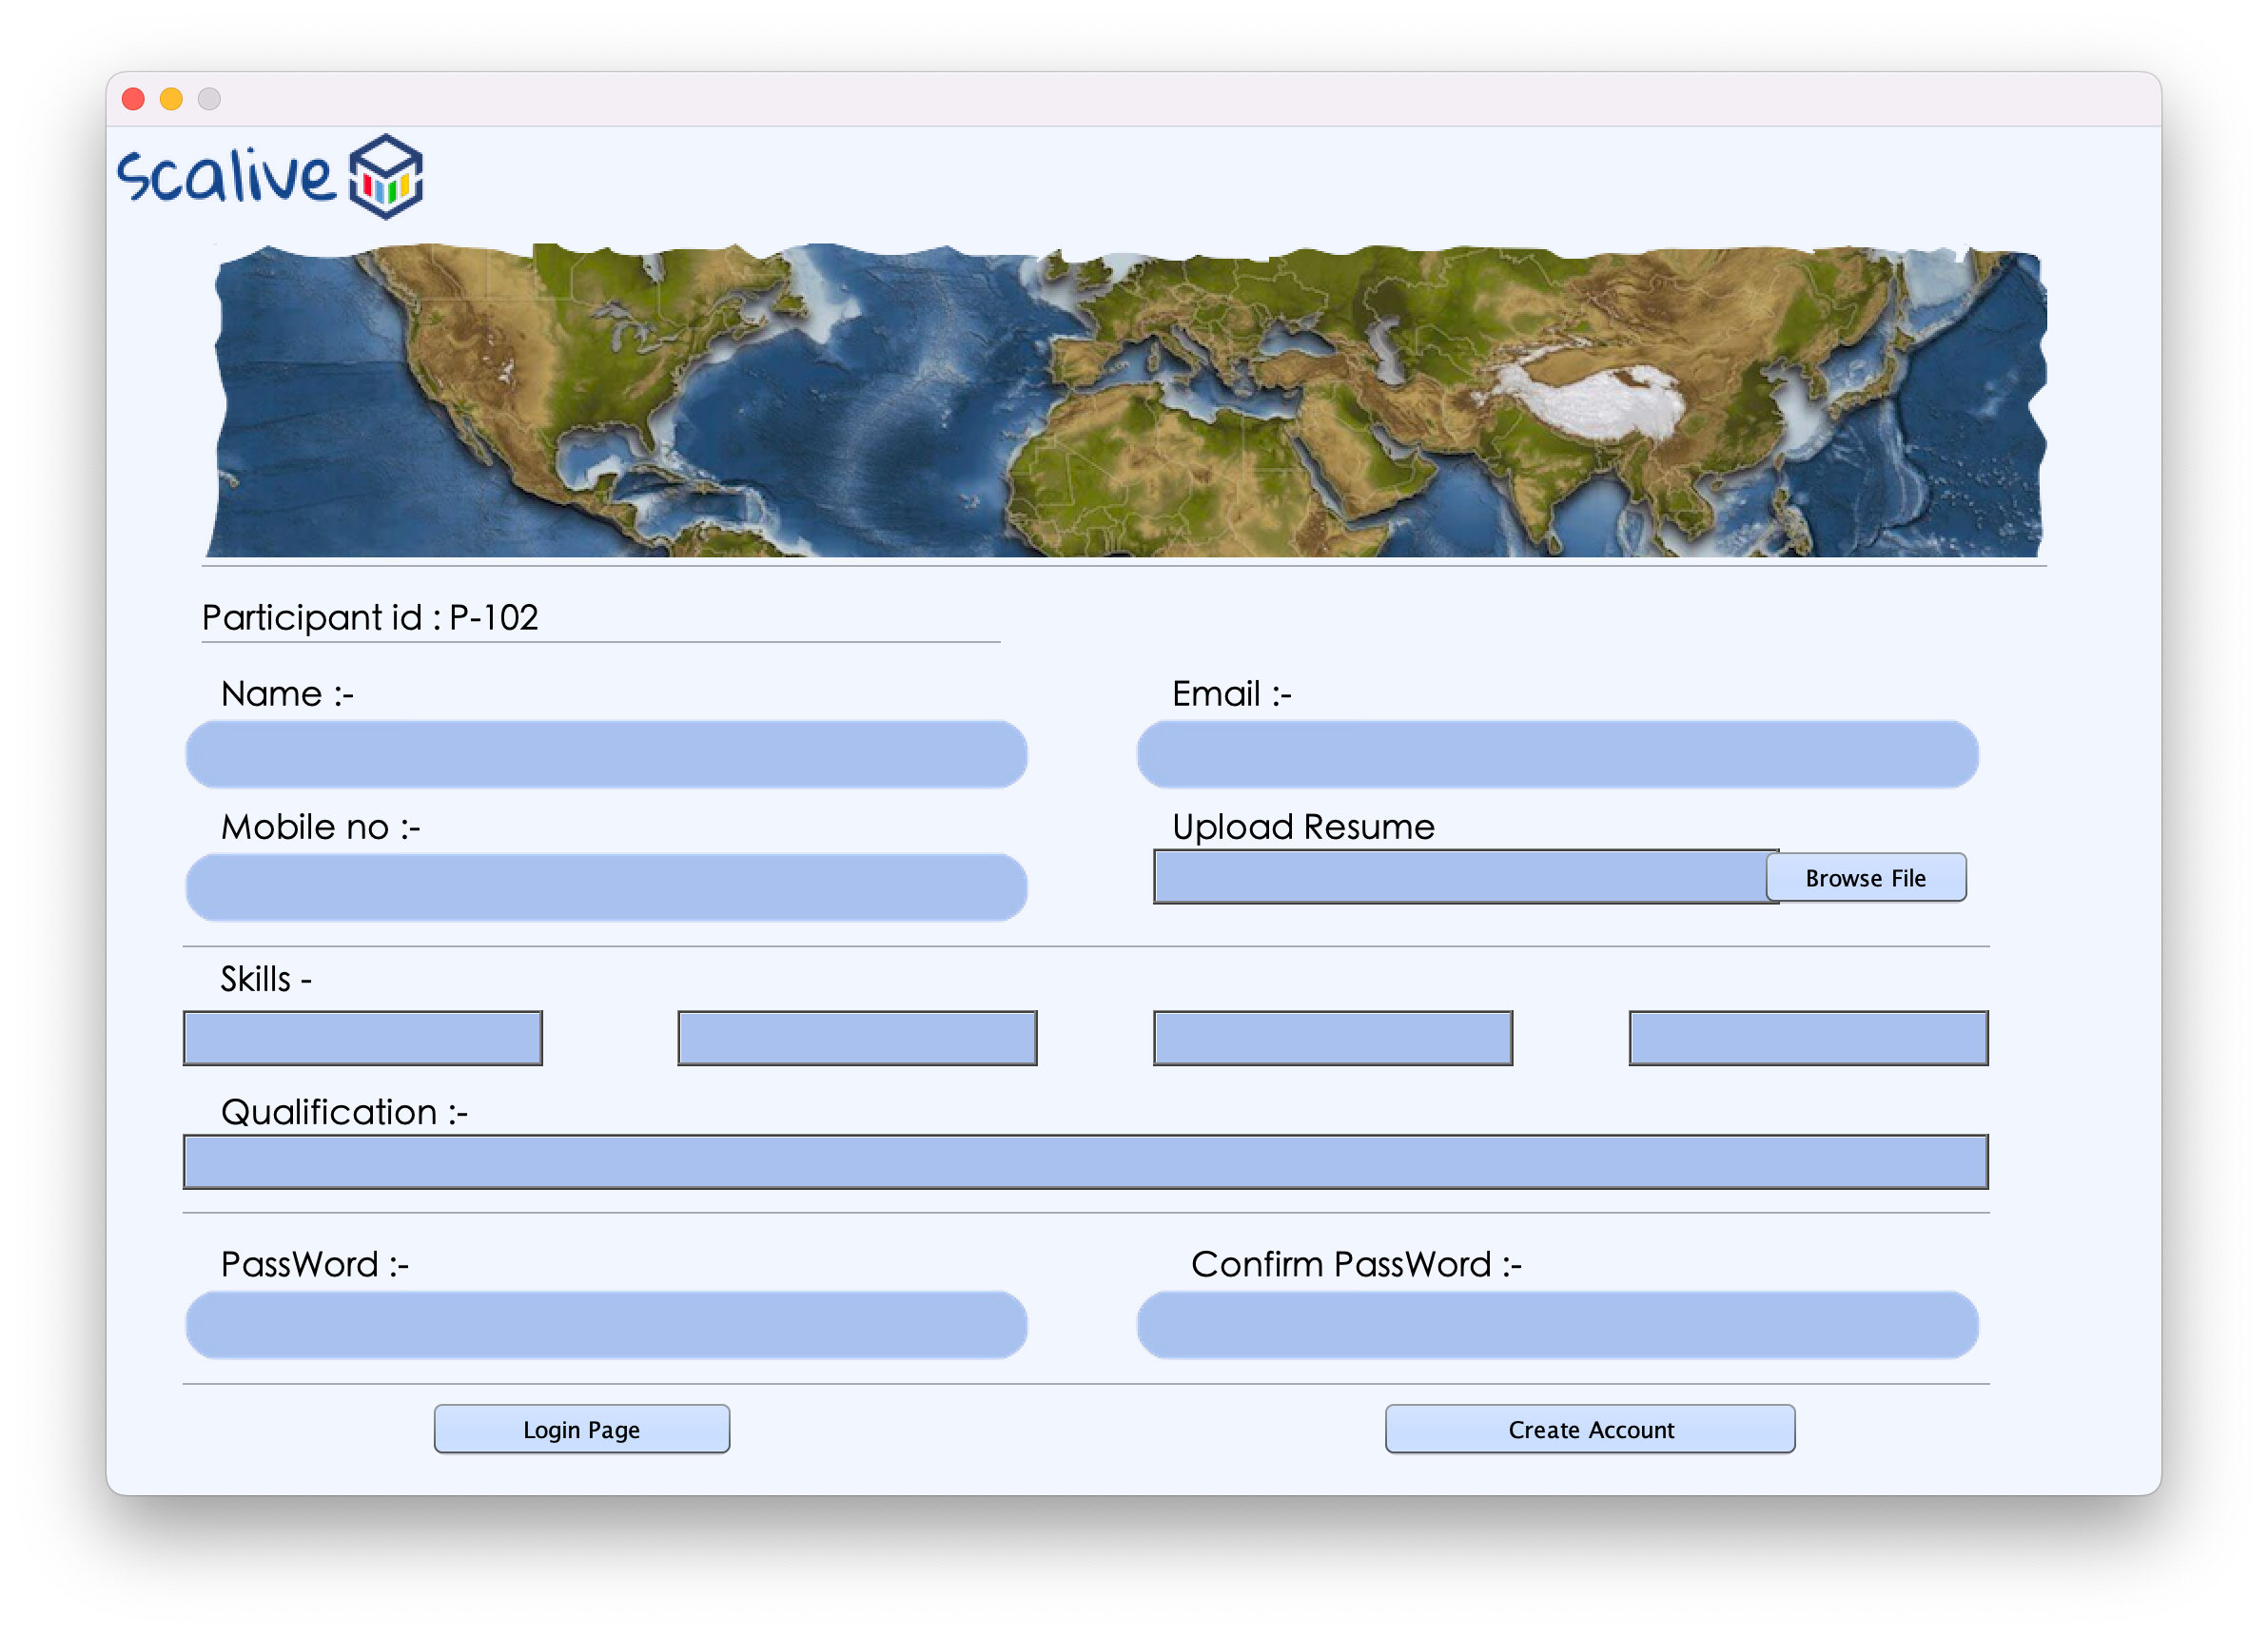 scalive
Participant id : P-102
Name :-
Email :-
Mobile no :-
Upload Resume
Browse File
Skills -
Qualification :-
PassWord :-
Confirm PassWord :-
Login Page
Create Account